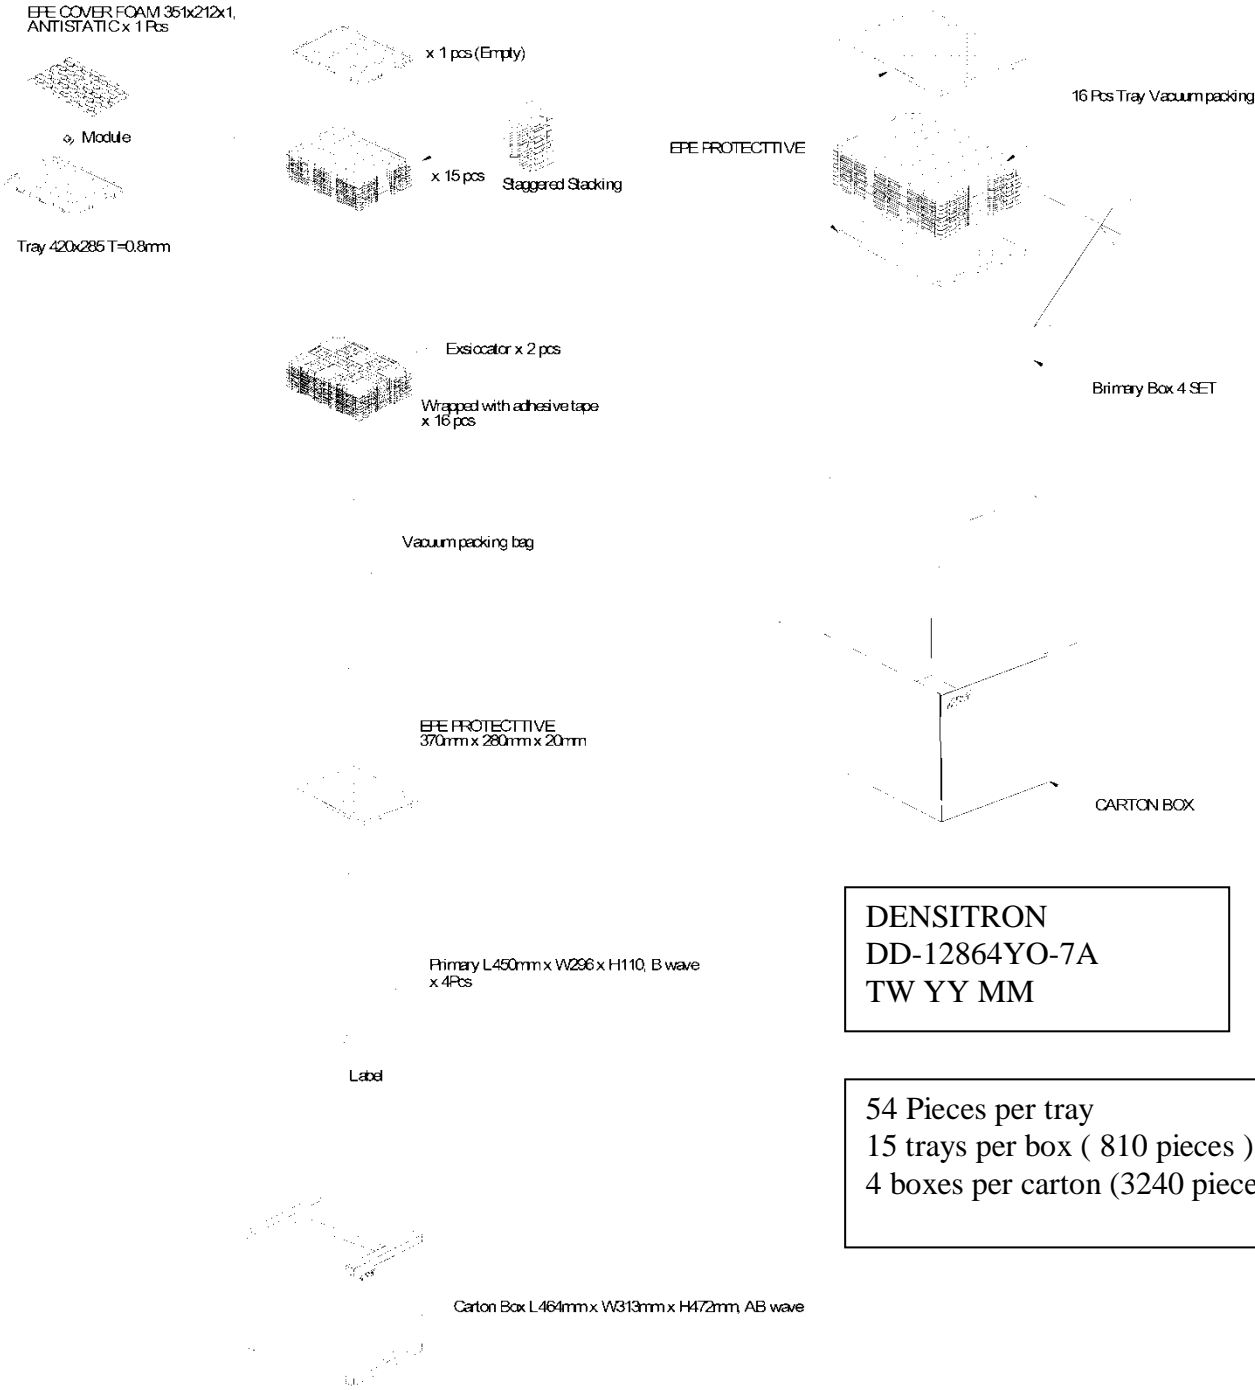 EPE COVER FOAM 351x212x1,
ANTISTATIC x 1 Pcs
Module
Tray 420x285 T=0.8mm
x 1 pcs (Empty)
x 15 pcs
Staggered Stacking
Exsiccator x 2 pcs
Wrapped with adhesive tape
x 16 pcs
Vacuum packing bag
EPE PROTECTTIVE
370mm x 280mm x 20mm
Primary L450mm x W296 x H110, B wave
x 4Pcs
Label
Carton Box L464mm x W313mm x H472mm, AB wave
16 Pcs Tray Vacuum packing
EPE PROTECTTIVE
Brimary Box 4 SET
CARTON BOX
DENSITRON
DD-12864YO-7A
TW YY MM
54 Pieces per tray
15 trays per box ( 810 pieces )
4 boxes per carton (3240 piece